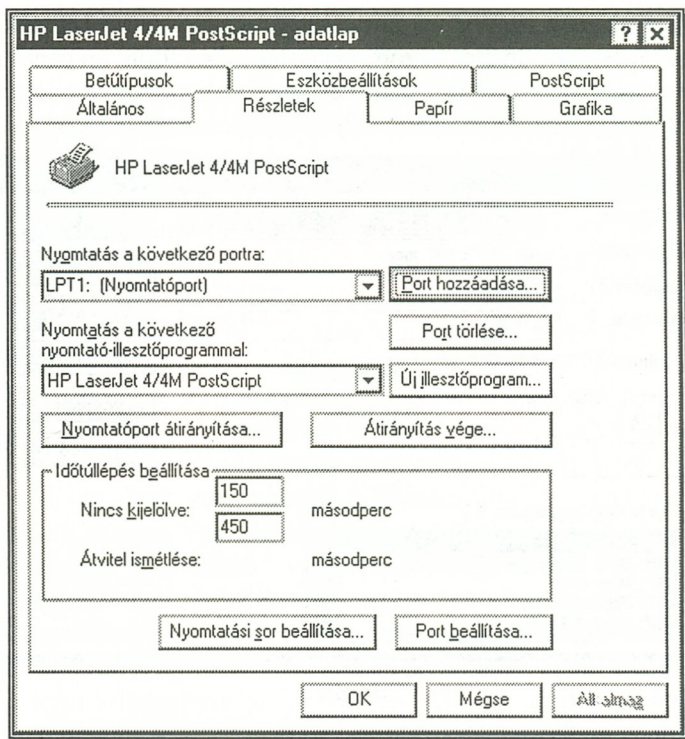 HP LaserJet 4/4M PostScript - adatlap
Betűtípusok Eszközbeállítások PostScript
Általános Részletek Papír Grafika
HP LaserJet 4/4M PostScript
Nyomtatás a következő portra:
LPT1: (Nyomtatóport) Port hozzáadása...
Nyomtatás a következő
nyomtató-illesztőprogrammal:
Port törlése...
HP LaserJet 4/4M PostScript Új illesztőprogram...
Nyomtatóport átirányítása... Átirányítás vége...
Időtúllépés beállítása
150
Nincs kijelölve: másodperc
450
Átvitel ismétlése: másodperc
Nyomtatási sor beállítása... Port beállítása...
OK Mégse All almaz